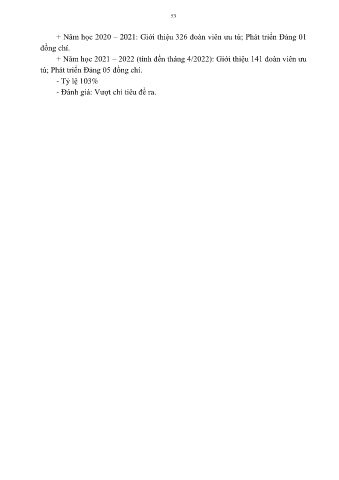 53
+ Năm học 2020 – 2021: Giới thiệu 326 đoàn viên ưu tú; Phát triển Đảng 01
đồng chí.
+ Năm học 2021 – 2022 (tính đến tháng 4/2022): Giới thiệu 141 đoàn viên ưu
tú; Phát triển Đảng 05 đồng chí.
- Tỷ lệ 103%
- Đánh giá: Vượt chỉ tiêu đề ra.